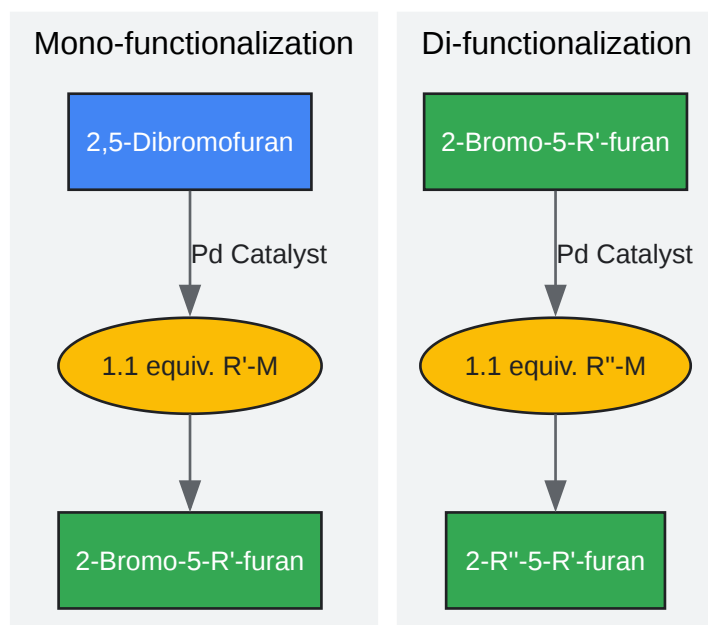 Mono-functionalization
2,5-Dibromofuran
Pd Catalyst
1.1 equiv. R'-M
2-Bromo-5-R'-furan
Di-functionalization
2-Bromo-5-R'-furan
Pd Catalyst
1.1 equiv. R''-M
2-R''-5-R'-furan